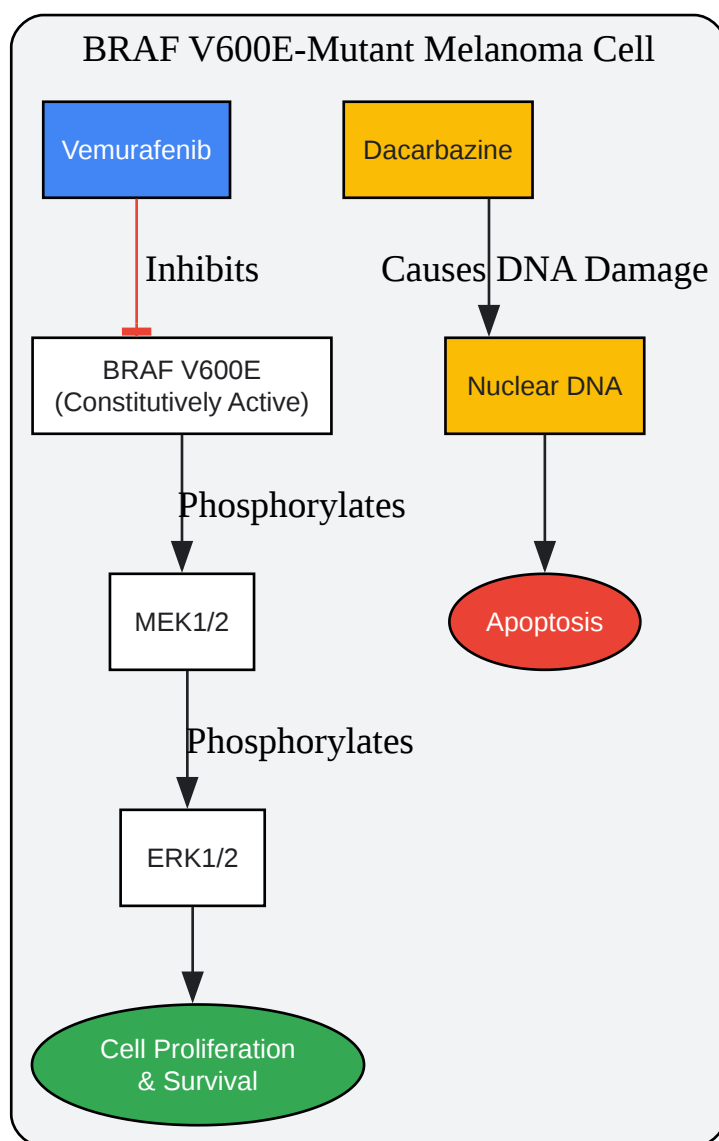 BRAF V600E-Mutant Melanoma Cell
Vemurafenib
Dacarbazine
Inhibits
Causes DNA Damage
BRAF V600E
(Constitutively Active)
Nuclear DNA
Phosphorylates
MEK1/2
Apoptosis
Phosphorylates
ERK1/2
Cell Proliferation
& Survival